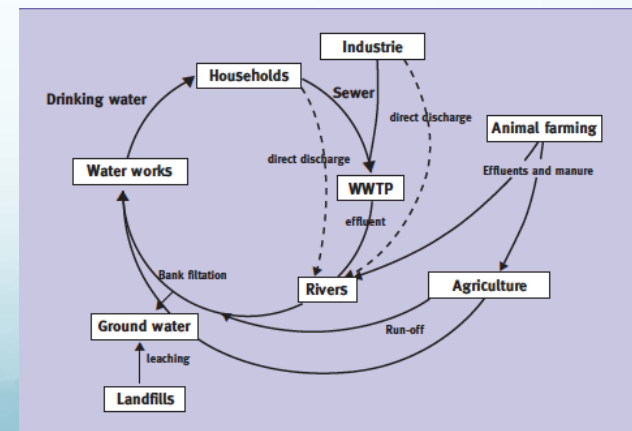 Industrie
Households
Sewer
Drinking water
direct discharge
Animal farming
direct discharge
Effluents and manure
Water works
WWTP
effluent
Bank filtation
Rivers
Agriculture
Ground water
Run-off
leaching
Landfills